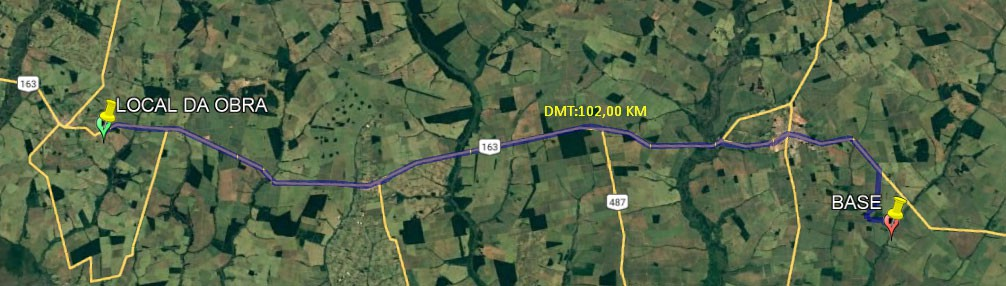 163
LOCAL DA OBRA
DMT:102,00 KM
163
487
BASE